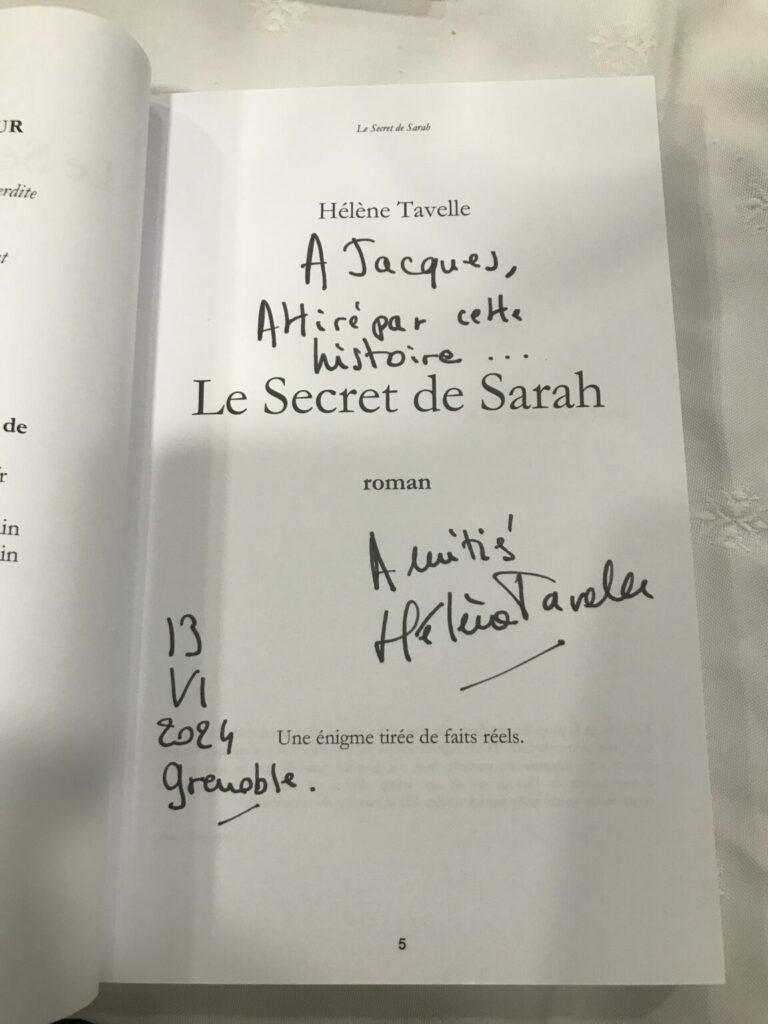 UR
erdite
t
de
r
in
in
Le Secret de Sarah
Hélène Tavelle
A Jacques,
Attiré par cette
histoire ...
Le Secret de Sarah
roman
Amitié
Hélène Tavelle
13
VI
2024
Grenoble.
Une énigme tirée de faits réels.
5